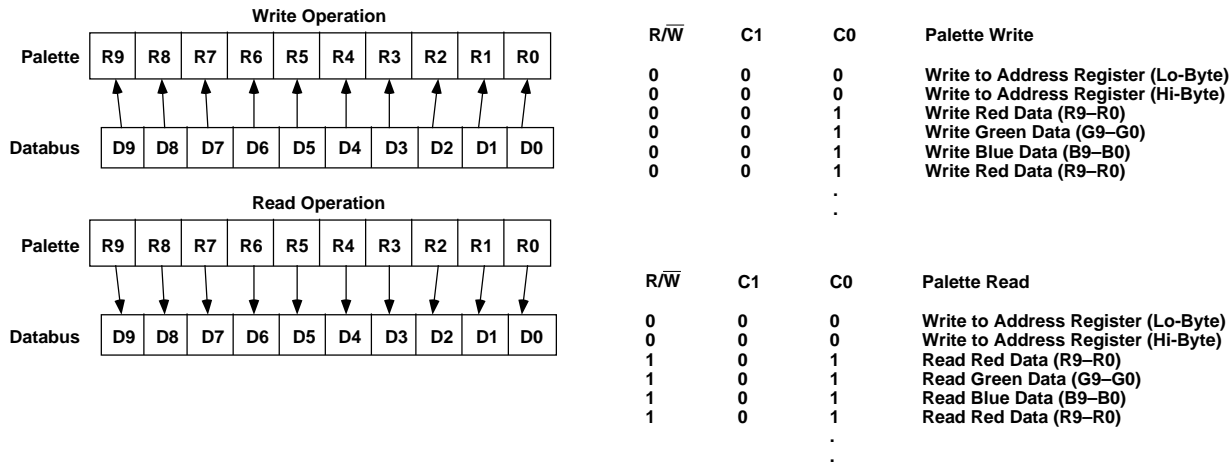 Write Operation
Palette R9 R8 R7 R6 R5 R4 R3 R2 R1 R0
Databus D9 D8 D7 D6 D5 D4 D3 D2 D1 D0
Read Operation
Palette R9 R8 R7 R6 R5 R4 R3 R2 R1 R0
Databus D9 D8 D7 D6 D5 D4 D3 D2 D1 D0
R/W̅ C1 C0 Palette Write
0 0 0 Write to Address Register (Lo-Byte)
0 0 0 Write to Address Register (Hi-Byte)
0 0 1 Write Red Data (R9–R0)
0 0 1 Write Green Data (G9–G0)
0 0 1 Write Blue Data (B9–B0)
0 0 1 Write Red Data (R9–R0)
.
.
R/W̅ C1 C0 Palette Read
0 0 0 Write to Address Register (Lo-Byte)
0 0 0 Write to Address Register (Hi-Byte)
1 0 1 Read Red Data (R9–R0)
1 0 1 Read Green Data (G9–G0)
1 0 1 Read Blue Data (B9–B0)
1 0 1 Read Red Data (R9–R0)
.
.